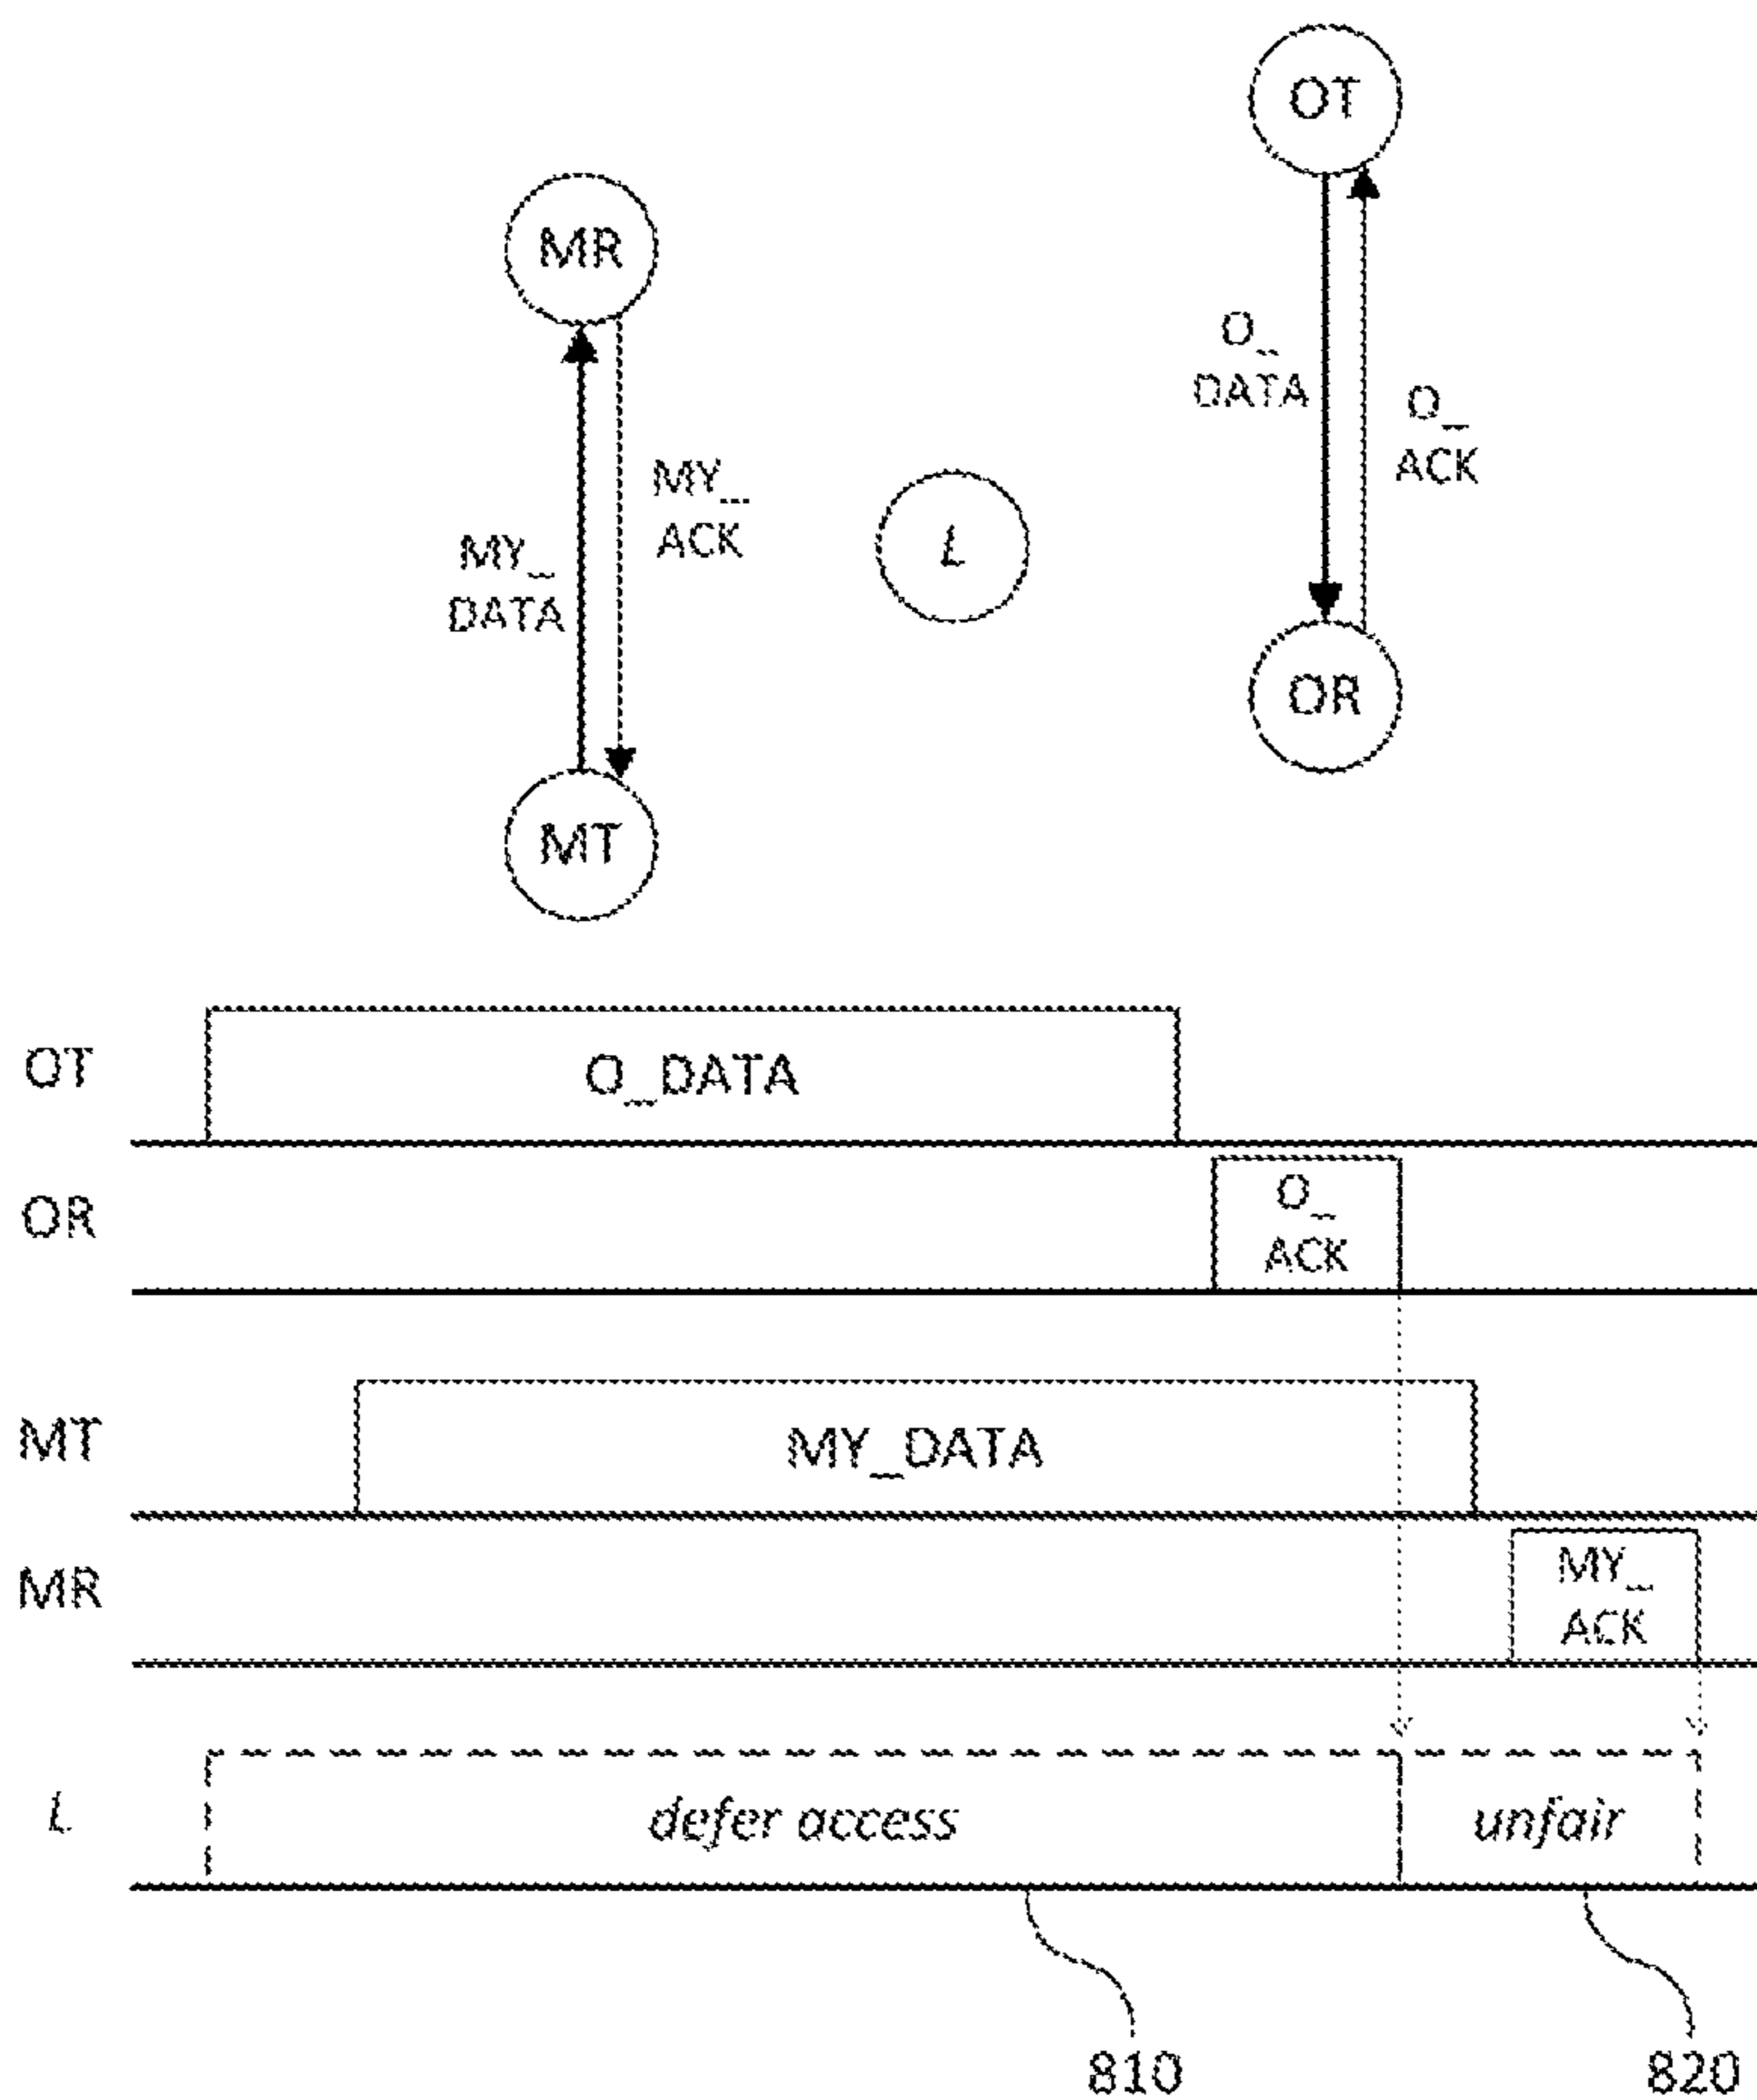 OT
MR
O_
DATA
O_
ACK
MY_
ACK
L
MY_
DATA
OR
MT
OT
O_DATA
OR
O_
ACK
MT
MY_DATA
MR
MY_
ACK
L
defer access
unfair
810
820